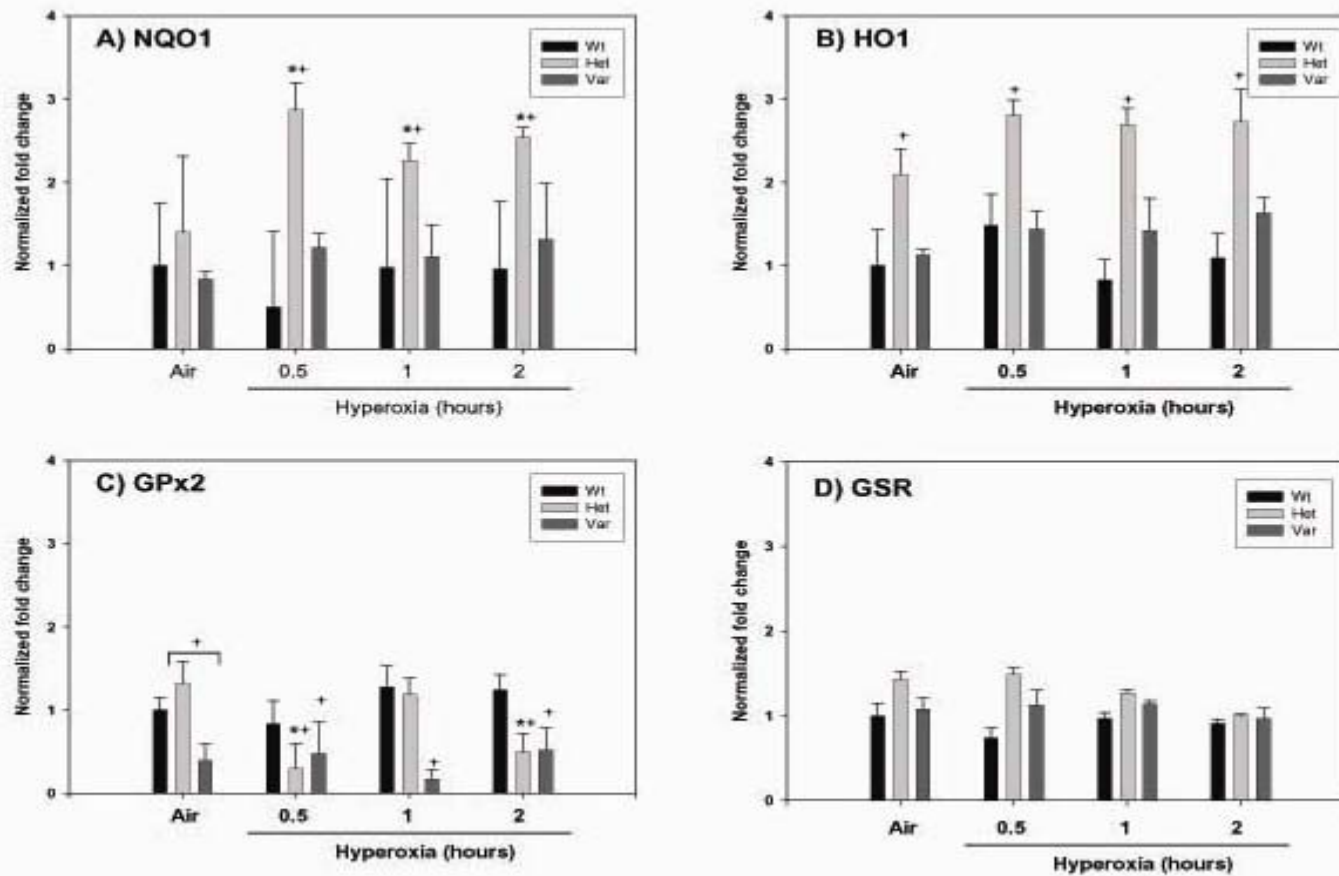 A) NQO1
Wt
Het
Var
Normalized fold change
4
3
2
1
0
*+
*+
*+
Air
0.5
1
2
Hyperoxia (hours)
B) HO1
Wt
Het
Var
Normalized fold change
4
3
2
1
0
+
+
+
+
Air
0.5
1
2
Hyperoxia (hours)
C) GPx2
Wt
Het
Var
Normalized fold change
4
3
2
1
0
+
*+
+
+
*+
+
Air
0.5
1
2
Hyperoxia (hours)
D) GSR
Wt
Het
Var
Normalized fold change
4
3
2
1
0
Air
0.5
1
2
Hyperoxia (hours)